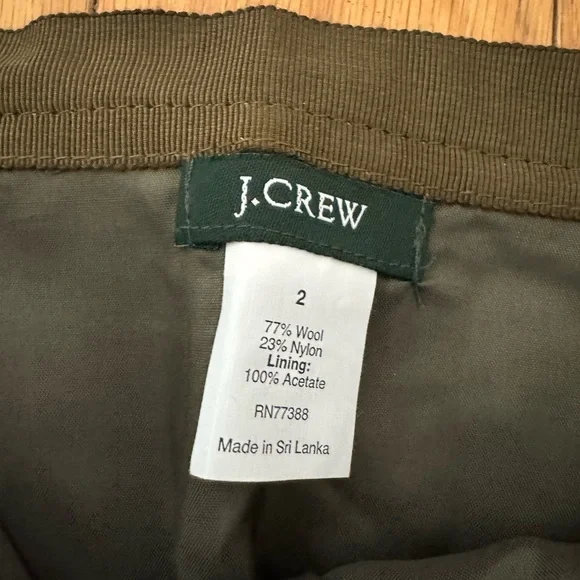 J.CREW
2
77% Wool
23% Nylon
Lining:
100% Acetate
RN77388
Made in Sri Lanka